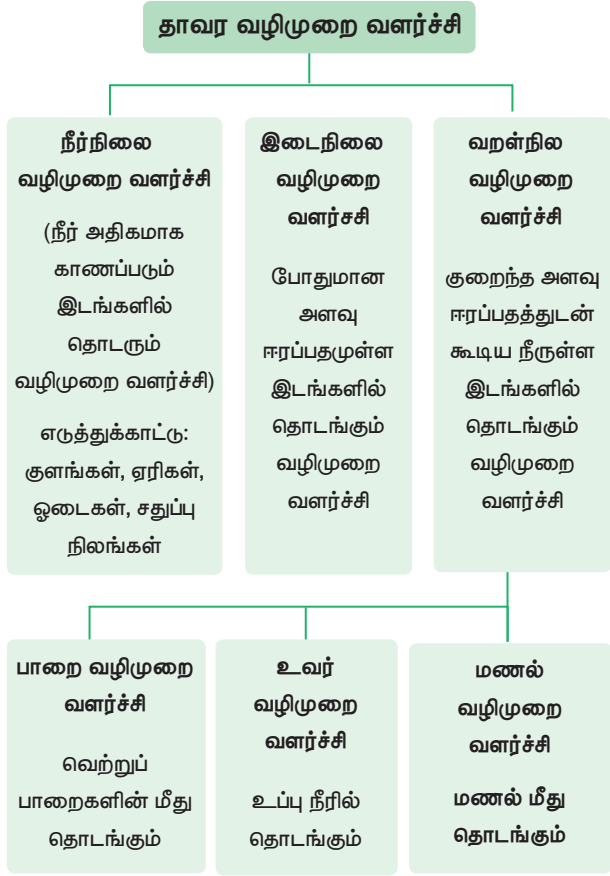 தாவர வழிமுறை வளர்ச்சி
நீர்நிலை
வழிமுறை வளர்ச்சி
(நீர் அதிகமாக
காணப்படும்
இடங்களில்
தொடரும்
வழிமுறை வளர்ச்சி)
எடுத்துக்காட்டு:
குளங்கள், ஏரிகள்,
ஓடைகள், சதுப்பு
நிலங்கள்
இடைநிலை
வழிமுறை
வளர்சசி
போதுமான
அளவு
ஈரப்பதமுள்ள
இடங்களில்
தொடங்கும்
வழிமுறை
வளர்ச்சி
வறள்நில
வழிமுறை
வளர்ச்சி
குறைந்த அளவு
ஈரப்பதத்துடன்
கூடிய நீருள்ள
இடங்களில்
தொடங்கும்
வழிமுறை
வளர்ச்சி
பாறை வழிமுறை
வளர்ச்சி
வெற்றுப்
பாறைகளின் மீது
தொடங்கும்
உவர்
வழிமுறை
வளர்ச்சி
உப்பு நீரில்
தொடங்கும்
மணல்
வழிமுறை
வளர்ச்சி
மணல் மீது
தொடங்கும்